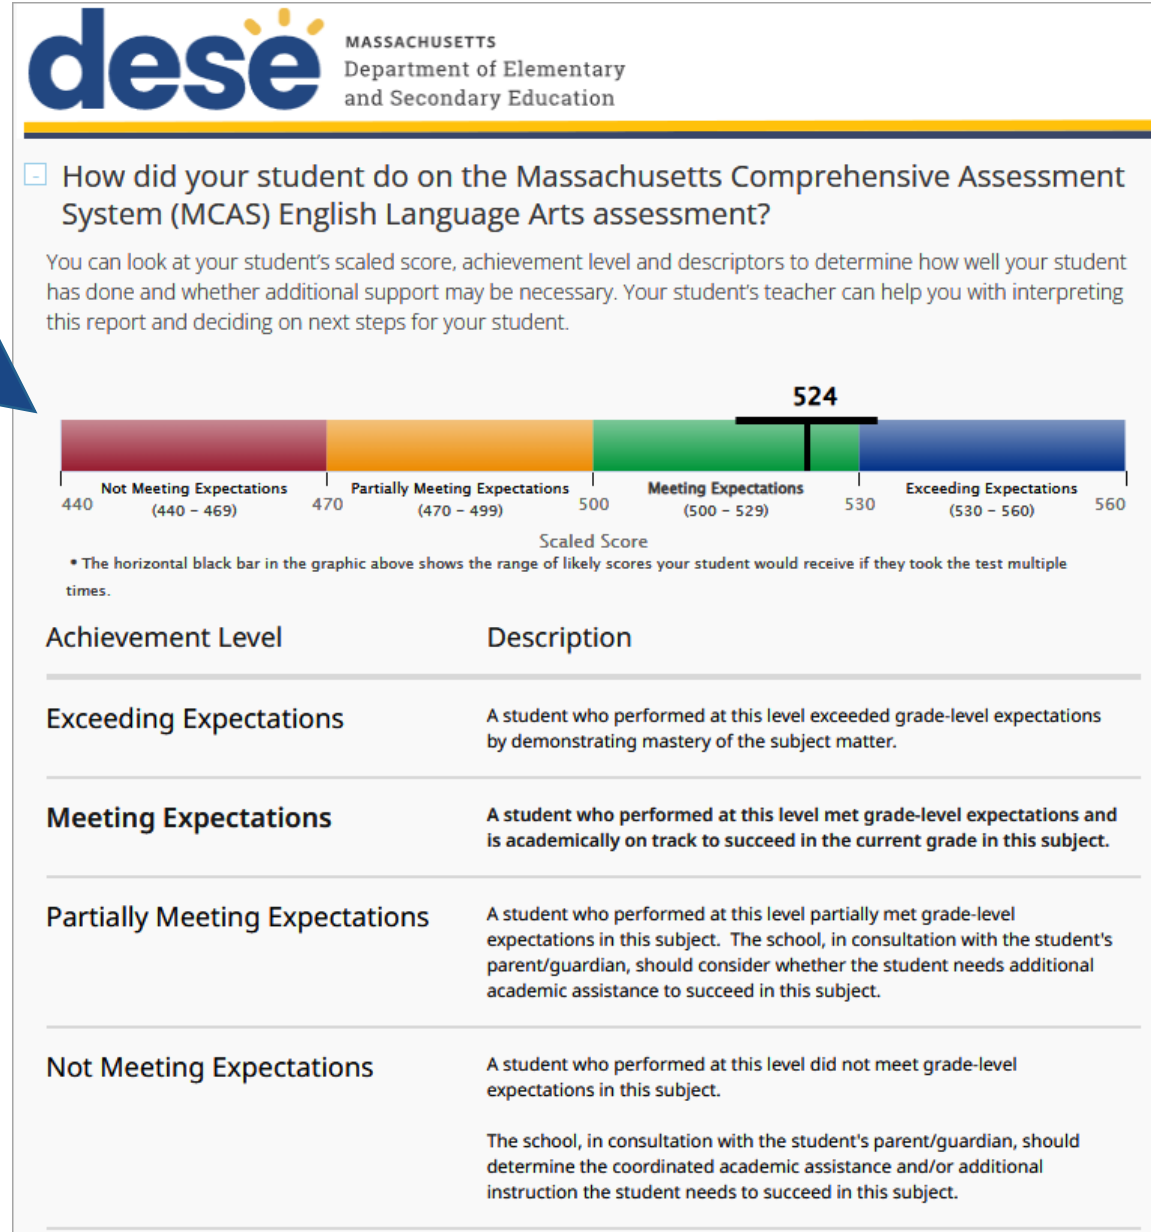 dese
MASSACHUSETTS
Department of Elementary
and Secondary Education
How did your student do on the Massachusetts Comprehensive Assessment
System (MCAS) English Language Arts assessment?
You can look at your student's scaled score, achievement level and descriptors to determine how well your student
has done and whether additional support may be necessary. Your student's teacher can help you with interpreting
this report and deciding on next steps for your student.
524
440 Not Meeting Expectations 470 Partially Meeting Expectations 500 Meeting Expectations 530 Exceeding Expectations 560
(440 – 469) (470 – 499) (500 – 529) (530 – 560)
Scaled Score
* The horizontal black bar in the graphic above shows the range of likely scores your student would receive if they took the test multiple
times.
Achievement Level Description
Exceeding Expectations A student who performed at this level exceeded grade-level expectations
by demonstrating mastery of the subject matter.
Meeting Expectations A student who performed at this level met grade-level expectations and
is academically on track to succeed in the current grade in this subject.
Partially Meeting Expectations A student who performed at this level partially met grade-level
expectations in this subject. The school, in consultation with the student's
parent/guardian, should consider whether the student needs additional
academic assistance to succeed in this subject.
Not Meeting Expectations A student who performed at this level did not meet grade-level
expectations in this subject.
The school, in consultation with the student's parent/guardian, should
determine the coordinated academic assistance and/or additional
instruction the student needs to succeed in this subject.